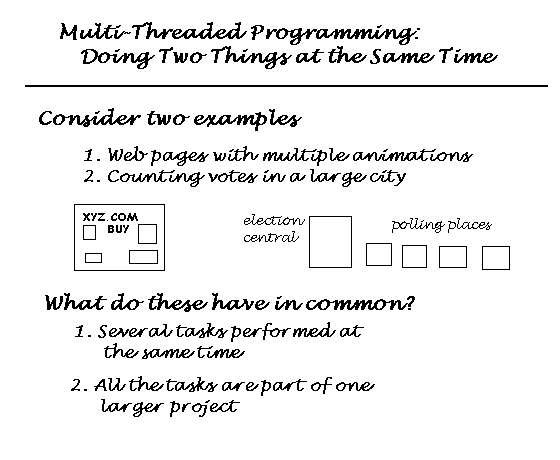 Multi-Threaded Programming:
Doing Two Things at the Same Time
Consider two examples
1. Web pages with multiple animations
2. Counting votes in a large city
XYZ.COM
BUY
election
central
polling places
What do these have in common?
1. Several tasks performed at
the same time
2. All the tasks are part of one
larger project